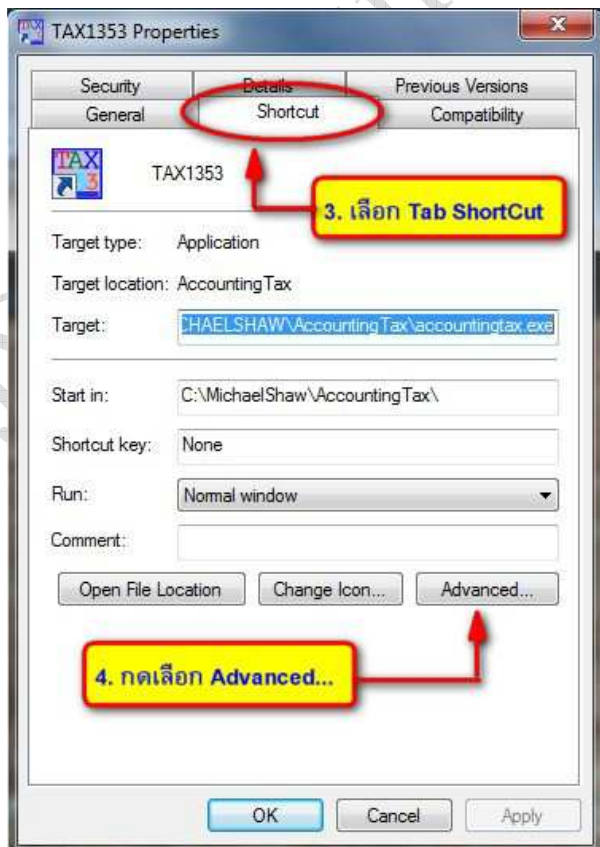 TAX1353 Properties
Security Details Previous Versions
General Shortcut Compatibility
TAX
3
TAX1353
3. เลือก Tab ShortCut
Target type: Application
Target location: AccountingTax
Target: CHAELSHAW\AccountingTax\accountingtax.exe
Start in: C:\MichaelShaw\AccountingTax\
Shortcut key: None
Run: Normal window
Comment:
Open File Location Change Icon... Advanced...
4. กดเลือก Advanced...
OK Cancel Apply